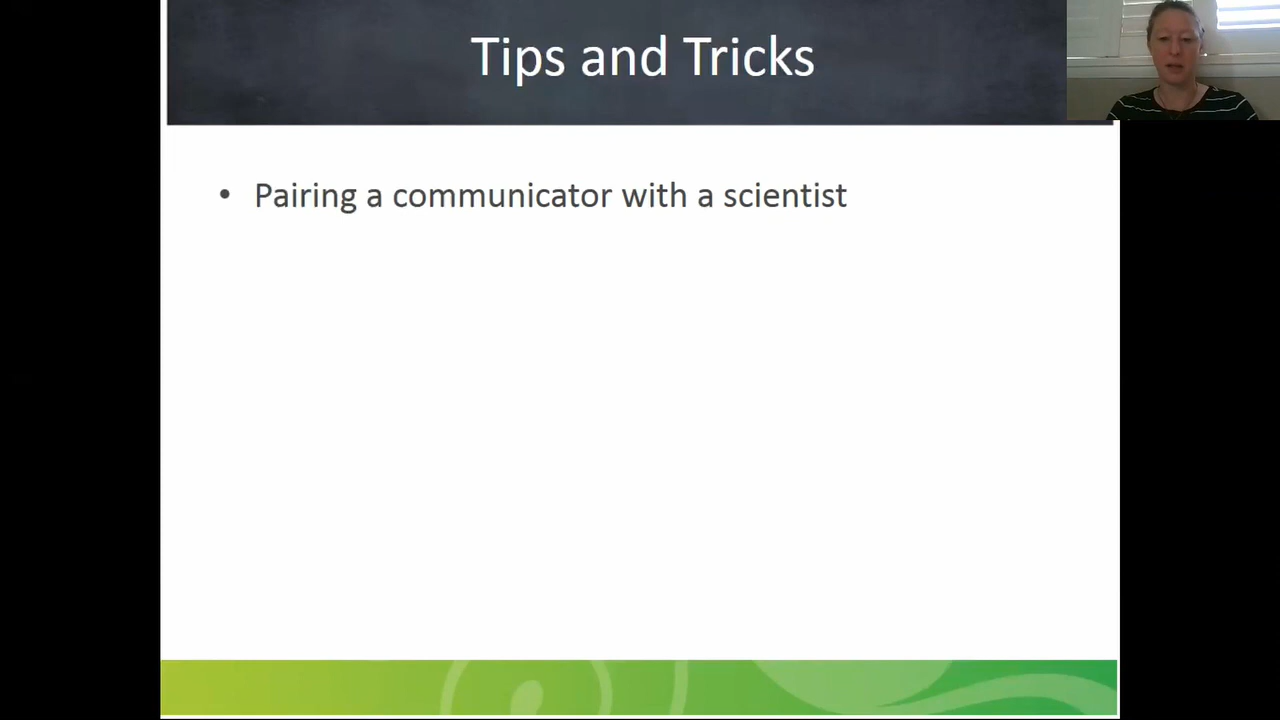 Tips and Tricks
• Pairing a communicator with a scientist